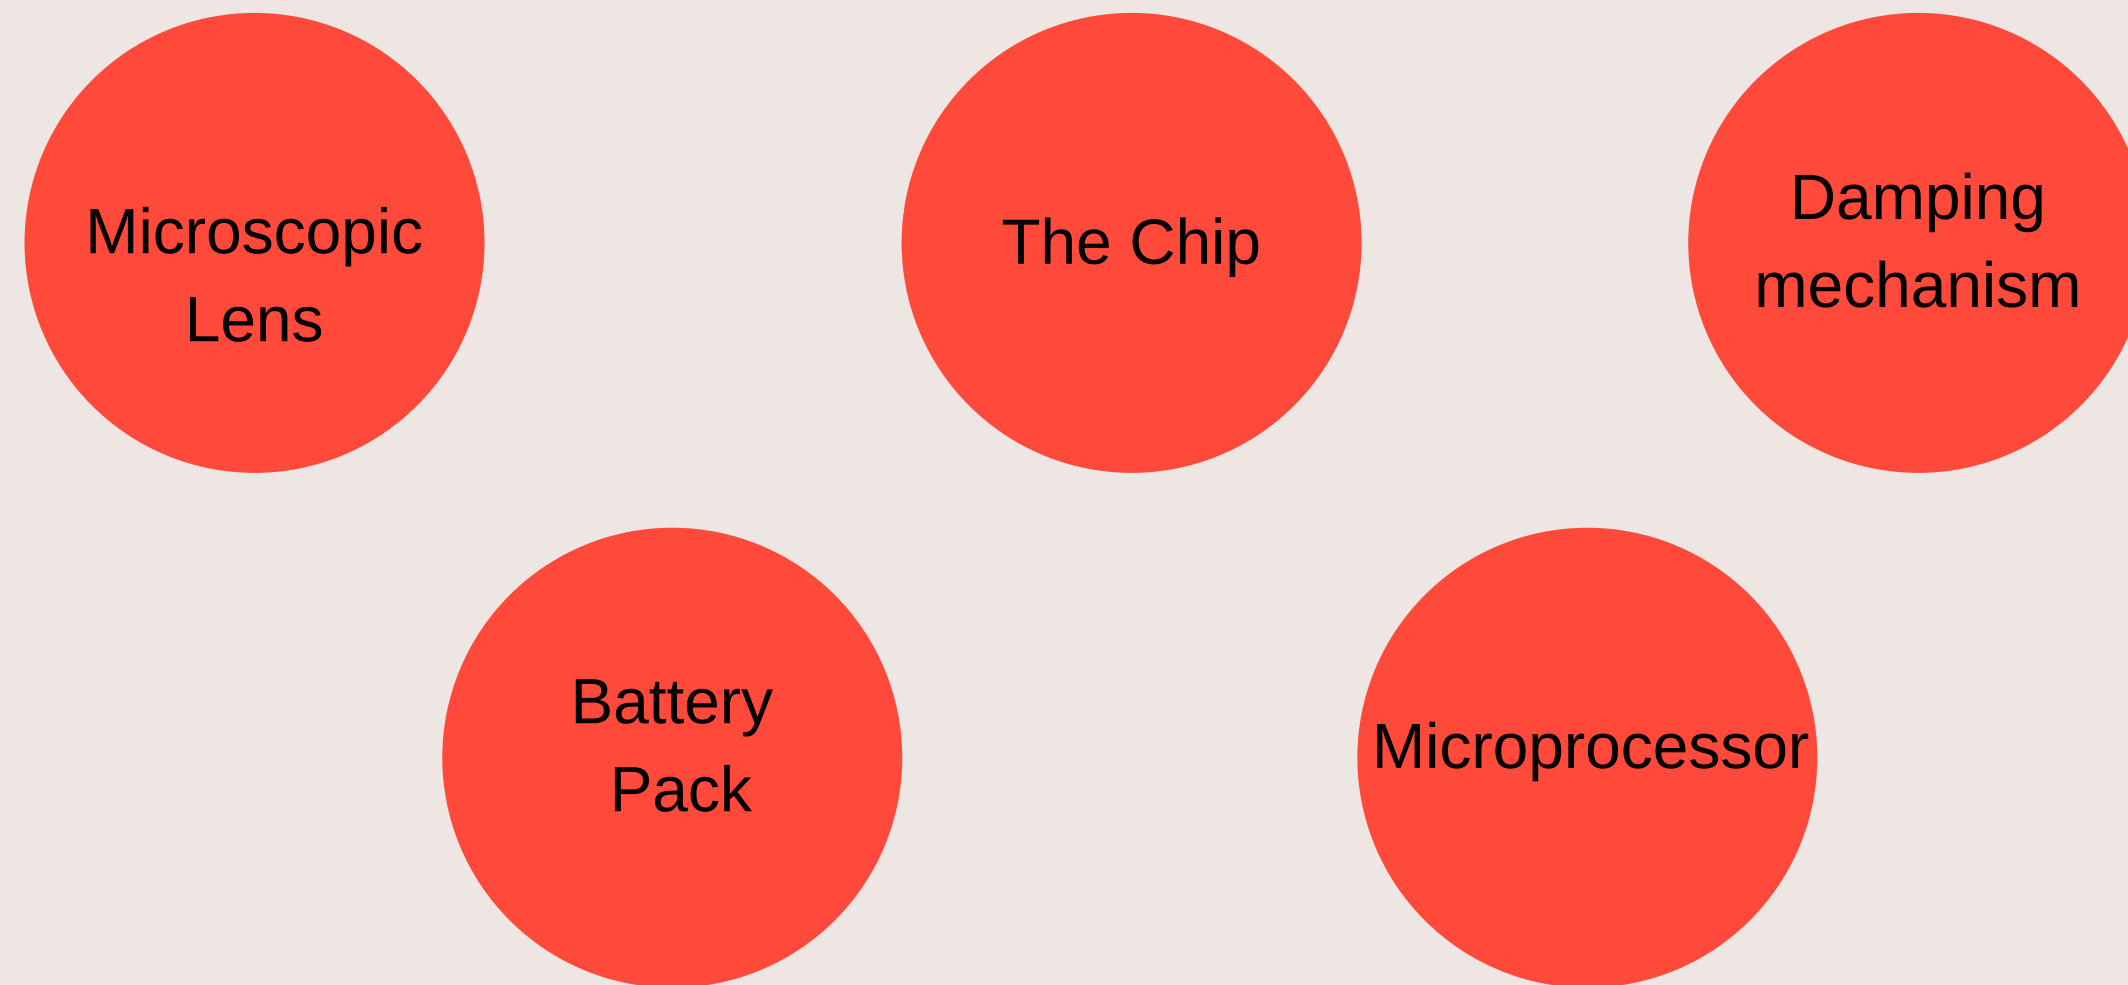 Microscopic
Lens
The Chip
Damping
mechanism
Battery
Pack
Microprocessor